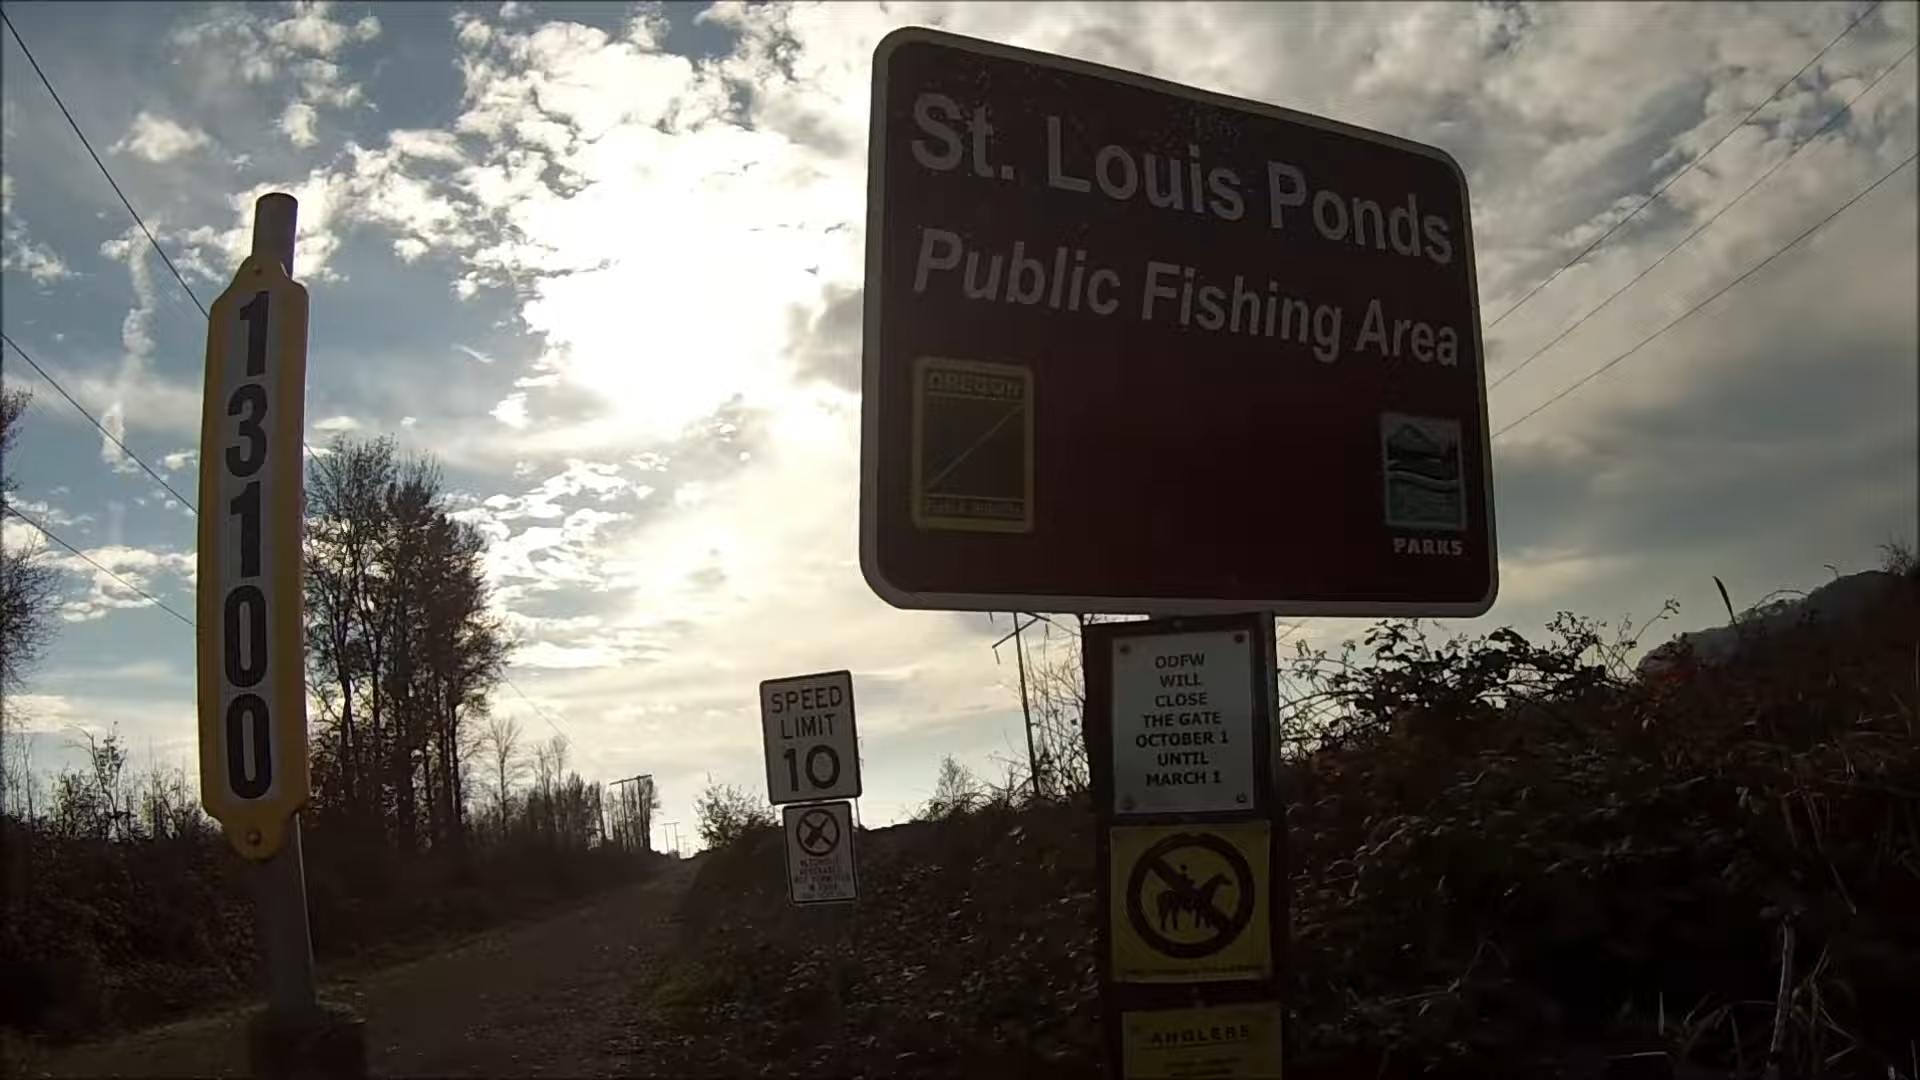 13100
St. Louis Ponds
Public Fishing Area
OREGON
PARKS
SPEED
LIMIT
10
ODFW
WILL
CLOSE
THE GATE
OCTOBER 1
UNTIL
MARCH 1
ANGLERS